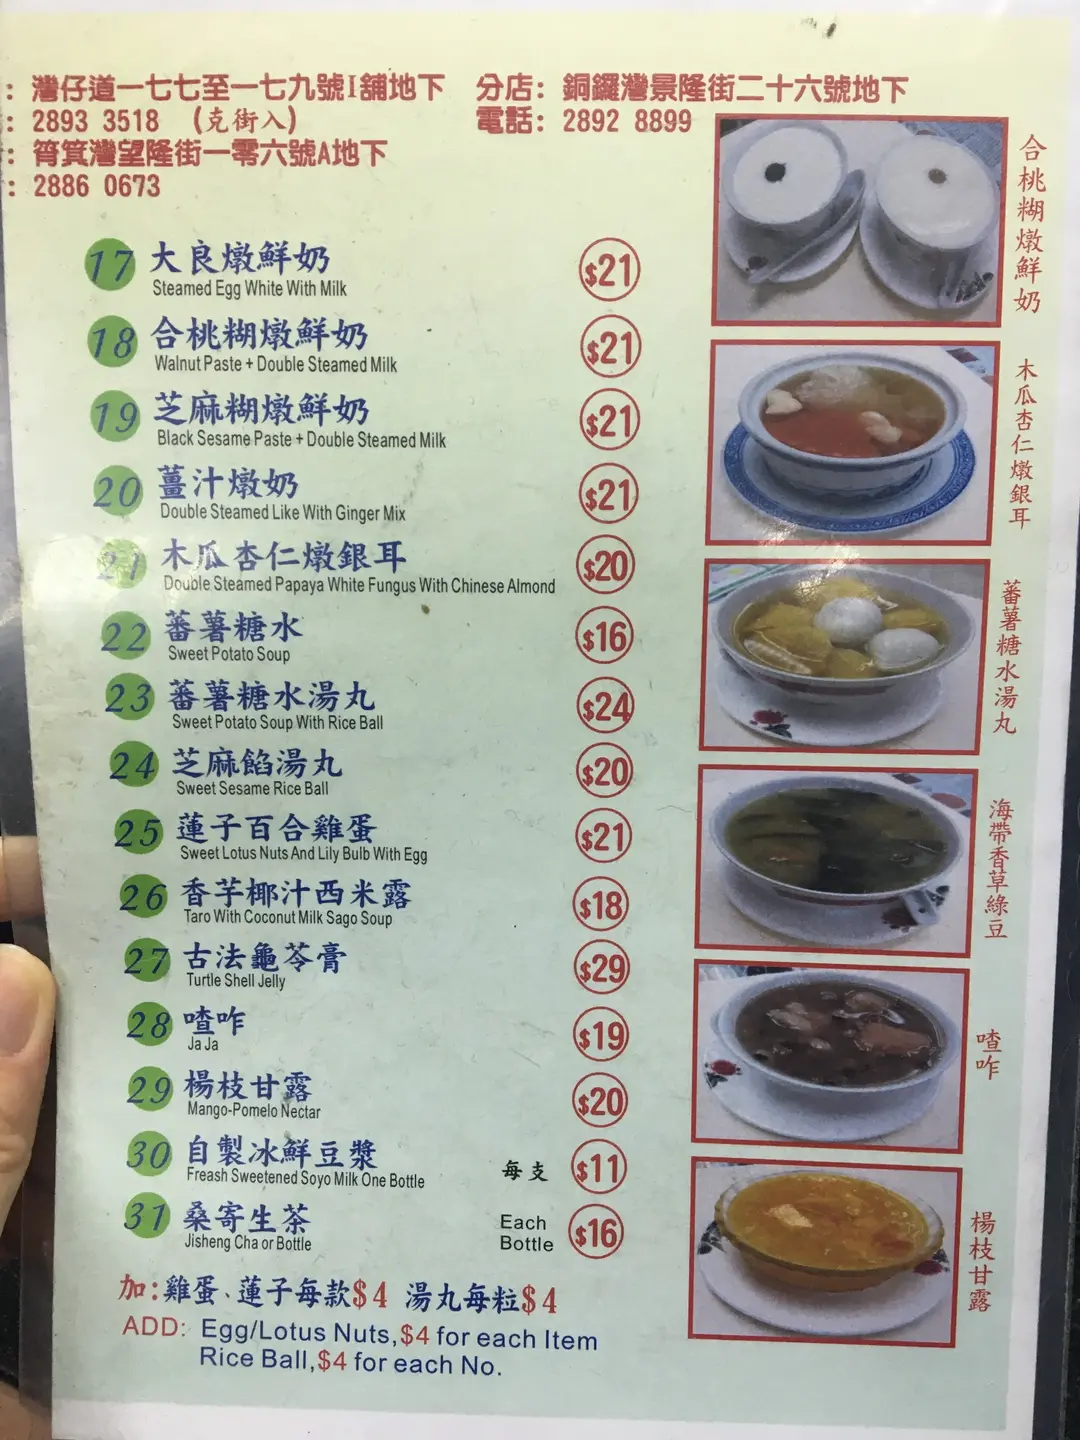 : 灣仔道一七七至一七九號I舖地下
: 2893 3518 (克街入)
: 筲箕灣望隆街一零六號A地下
: 2886 0673
分店: 銅鑼灣景隆街二十六號地下
電話: 2892 8899
17 大良燉鮮奶 $21
Steamed Egg White With Milk
18 合桃糊燉鮮奶 $21
Walnut Paste + Double Steamed Milk
19 芝麻糊燉鮮奶 $21
Black Sesame Paste + Double Steamed Milk
20 薑汁燉奶 $21
Double Steamed Like With Ginger Mix
21 木瓜杏仁燉銀耳 $20
Double Steamed Papaya White Fungus With Chinese Almond
22 蕃薯糖水 $16
Sweet Potato Soup
23 蕃薯糖水湯丸 $24
Sweet Potato Soup With Rice Ball
24 芝麻餡湯丸 $20
Sweet Sesame Rice Ball
25 蓮子百合雞蛋 $21
Sweet Lotus Nuts And Lily Bulb With Egg
26 香芋椰汁西米露 $18
Taro With Coconut Milk Sago Soup
27 古法龜苓膏 $29
Turtle Shell Jelly
28 喳咋 $19
Ja Ja
29 楊枝甘露 $20
Mango-Pomelo Nectar
30 自製冰鮮豆漿 每支 $11
Freash Sweetened Soyo Milk One Bottle
31 桑寄生茶 Each Bottle $16
Jisheng Cha or Bottle
加:雞蛋、蓮子每款$4 湯丸每粒$4
ADD: Egg/Lotus Nuts,$4 for each Item
Rice Ball,$4 for each No.
合桃糊燉鮮奶
木瓜杏仁燉銀耳
蕃薯糖水湯丸
海帶香草綠豆
喳咋
楊枝甘露